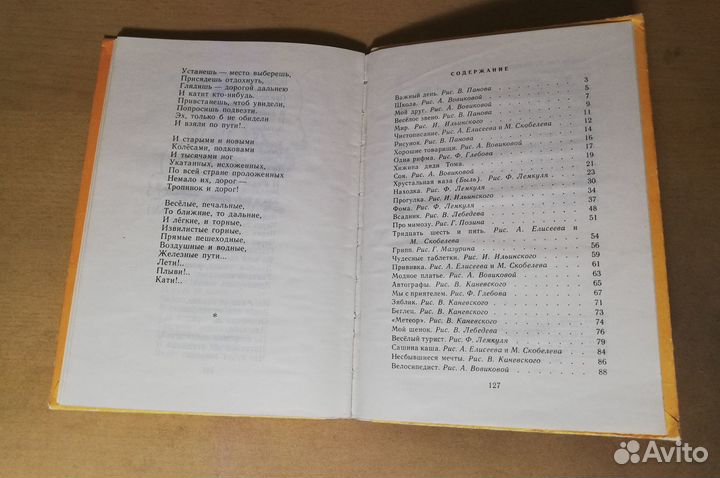 Устанешь — место выберешь,
Присядешь отдохнуть,
Глядишь — дорогой дальнею
И катит кто-нибудь.
Привстанешь, чтоб увидели,
Попросишь подвезти.
Эх, только б не обидели
И взяли по пути!..
И старыми и новыми
Колёсами, подковами
И тысячами ног
Укатанных, исхоженных,
По всей стране проложенных
Немало их, дорог —
Тропинок и дорог!
Весёлые, печальные,
То ближние, то дальние,
И лёгкие, и торные,
Извилистые горные,
Прямые пешеходные,
Воздушные и водные,
Железные пути...
Лети!..
Плыви!..
Кати!..
*
СОДЕРЖАНИЕ
Важный день. Рис. В. Панова . . . 3
Школа. Рис. А. Вовиковой . . . 5
Мой друг. Рис. А. Вовиковой . . . 7
Весёлое звено. Рис. В. Панова . . . 9
Мир. Рис. И. Ильинского . . . 11
Чистописание. Рис. А. Елисеева и М. Скобелева . . . 12
Рисунок. Рис. В. Панова . . . 14
Хорошие товарищи. Рис. А. Вовиковой . . . 16
Одна рифма. Рис. Ф. Глебова . . . 17
Хижина дяди Тома . . . 19
Сон. Рис. А. Вовиковой . . . 21
Хрустальная ваза (Быль). Рис. Ф. Лемкуля . . . 23
Находка. Рис. Ф. Лемкуля . . . 30
Прогулка. Рис. И. Ильинского . . . 34
Фома. Рис. Ф. Лемкуля . . . 37
Всадник. Рис. В. Лебедева . . . 48
Про мимозу. Рис. Г. Позина . . . 51
Тридцать шесть и пять. Рис. А. Елисеева и
М. Скобелева . . . 54
Грипп. Рис. Г. Мазурина . . . 56
Чудесные таблетки. Рис. И. Ильинского . . . 59
Прививка. Рис. А. Елисеева и М. Скобелева . . . 61
Модное платье. Рис. А. Вовиковой . . . 63
Автографы. Рис. В. Каневского . . . 65
Мы с приятелем. Рис. Ф. Глебова . . . 67
Зяблик. Рис. В. Каневского . . . 71
Беглец. Рис. В. Каневского . . . 73
«Метеор». Рис. В. Каневского . . . 74
Мой щенок. Рис. В. Лебедева . . . 76
Весёлый турист. Рис. Ф. Лемкуля . . . 79
Сашина каша. Рис. А. Елисеева и М. Скобелева . . . 84
Несбывшиеся мечты. Рис. В. Каневского . . . 86
Велосипедист. Рис. А. Вовиковой . . . 88
127
Avito